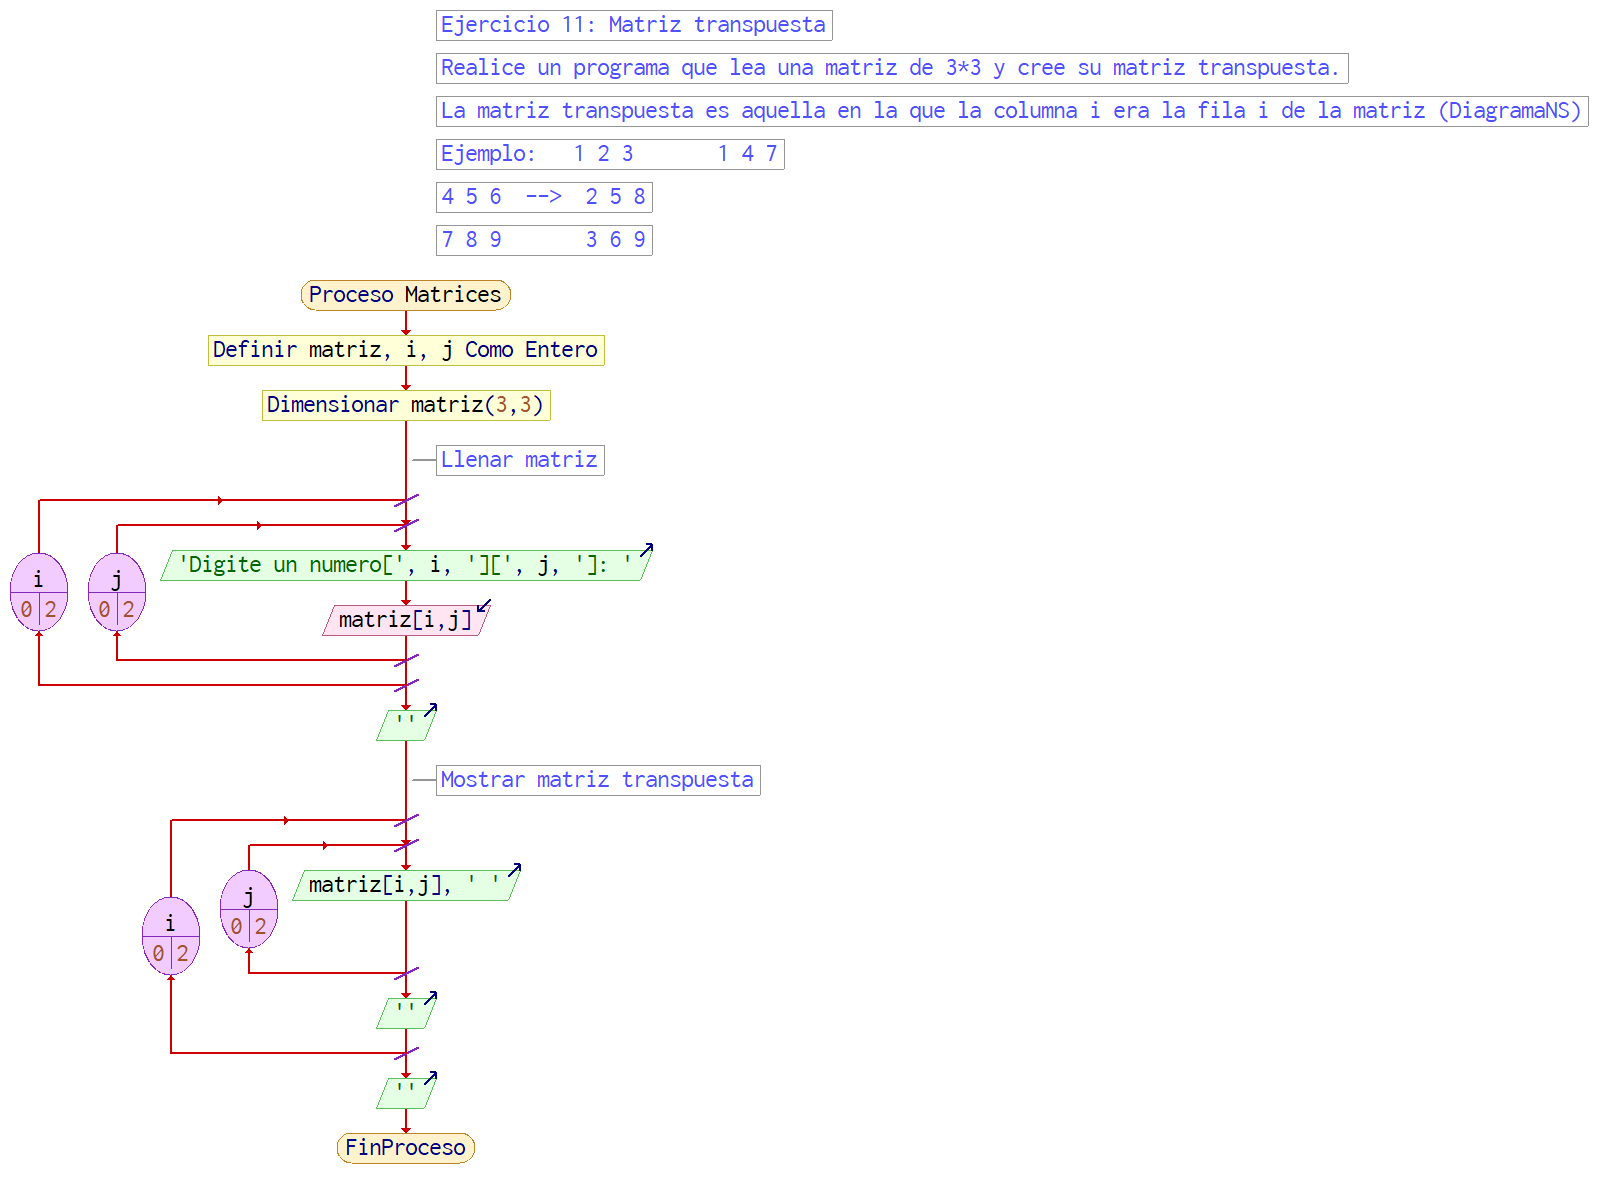 Ejercicio 11: Matriz transpuesta
Realice un programa que lea una matriz de 3*3 y cree su matriz transpuesta.
La matriz transpuesta es aquella en la que la columna i era la fila i de la matriz (DiagramaNS)
Ejemplo:   1 2 3       1 4 7
4 5 6  -->  2 5 8
7 8 9       3 6 9
Proceso Matrices
Definir matriz, i, j Como Entero
Dimensionar matriz(3,3)
Llenar matriz
'Digite un numero[', i, '][', j, ']: '
i
0 2
j
0 2
matriz[i,j]
''
Mostrar matriz transpuesta
matriz[i,j], ' '
j
0 2
i
0 2
''
''
FinProceso